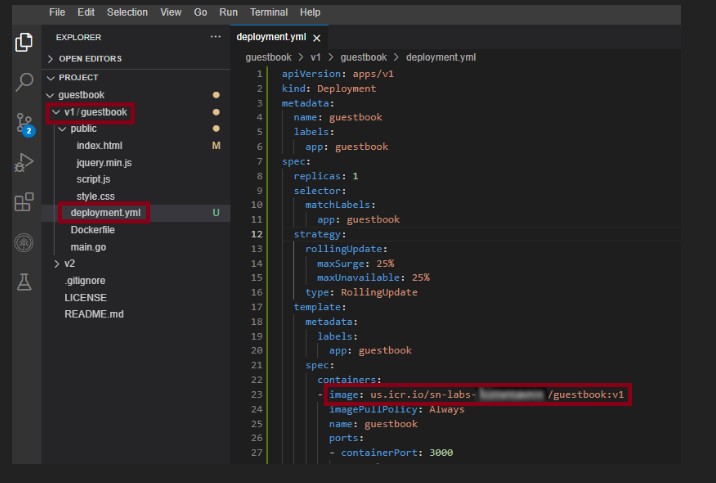 File Edit Selection View Go Run Terminal Help
EXPLORER ...
OPEN EDITORS
PROJECT
guestbook
v1/guestbook
public
index.html M
jquery.min.js
script.js
style.css
deployment.yml U
Dockerfile
main.go
v2
.gitignore
LICENSE
README.md
2
deployment.yml ×
guestbook > v1 > guestbook > deployment.yml
1 apiVersion: apps/v1
2 kind: Deployment
3 metadata:
4 name: guestbook
5 labels:
6 app: guestbook
7 spec:
8 replicas: 1
9 selector:
10 matchLabels:
11 app: guestbook
12 strategy:
13 rollingUpdate:
14 maxSurge: 25%
15 maxUnavailable: 25%
16 type: RollingUpdate
17 template:
18 metadata:
19 labels:
20 app: guestbook
21 spec:
22 containers:
23 - image: us.icr.io/sn-labs- /guestbook:v1
24 imagePullPolicy: Always
25 name: guestbook
26 ports:
27 - containerPort: 3000